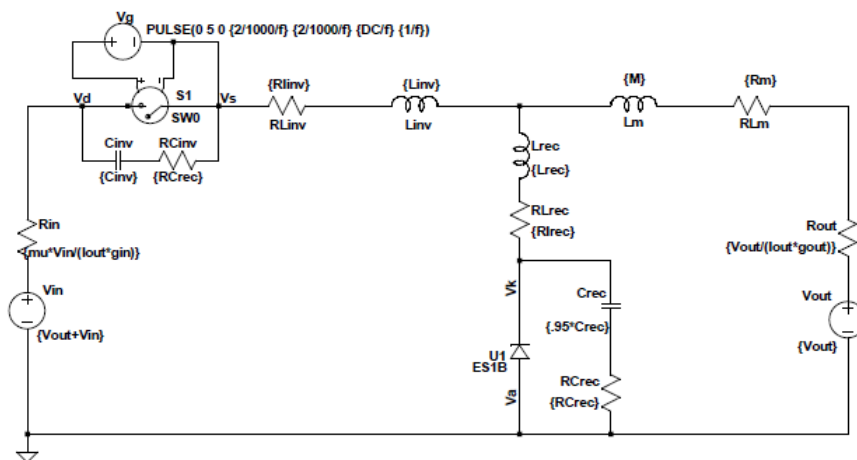 Vg
PULSE(0 5 0 {2/1000/f} {2/1000/f} {DC/f} {1/f})
Vd
S1
SW0
Vs
{Rlinv}
RLinv
{Linv}
Linv
{M}
Lm
{Rm}
RLm
Cinv
{Cinv}
RCinv
{RCrec}
Lrec
{Lrec}
RLrec
{Rlrec}
Rin
{mu*Vin/(Iout*gin)}
Rout
{Vout/(Iout*gout)}
Vin
{Vout+Vin}
Vk
Crec
{.95*Crec}
Vout
{Vout}
U1
ES1B
Va
RCrec
{RCrec}